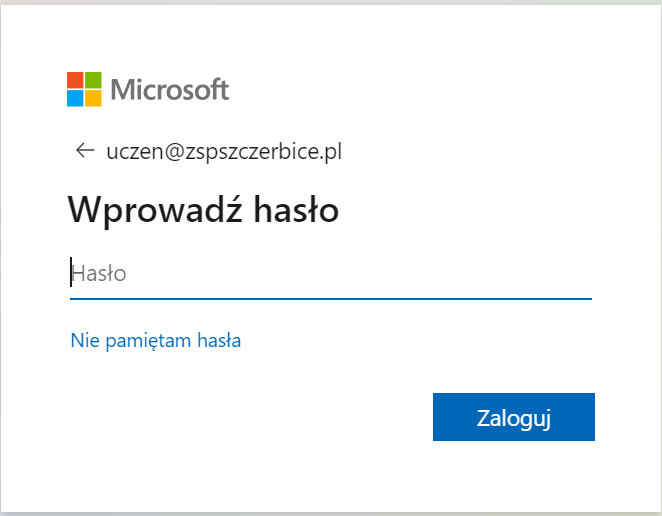 Microsoft
← uczen@zspszczerbice.pl
Wprowadź hasło
Hasło
Nie pamiętam hasła
Zaloguj